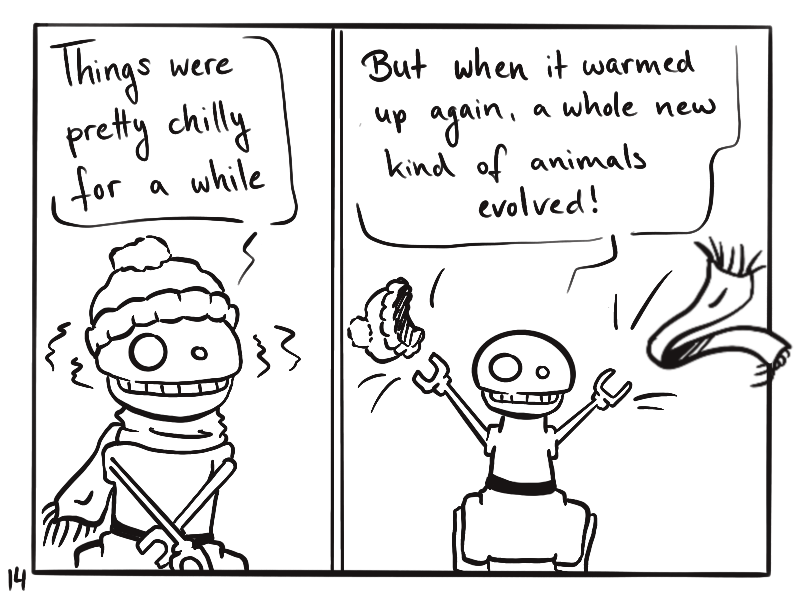 Things were
pretty chilly
for a while
But when it warmed
up again, a whole new
kind of animals
evolved!
14